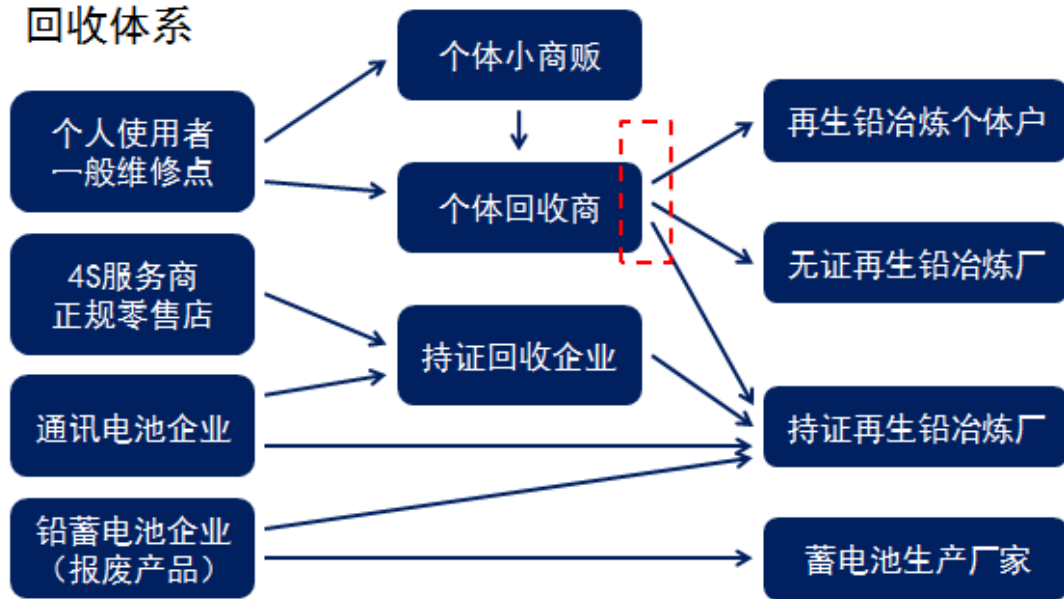 回收体系
个人使用者
一般维修点
4S服务商
正规零售店
通讯电池企业
铅蓄电池企业
（报废产品）
个体小商贩
个体回收商
持证回收企业
再生铅冶炼个体户
无证再生铅冶炼厂
持证再生铅冶炼厂
蓄电池生产厂家